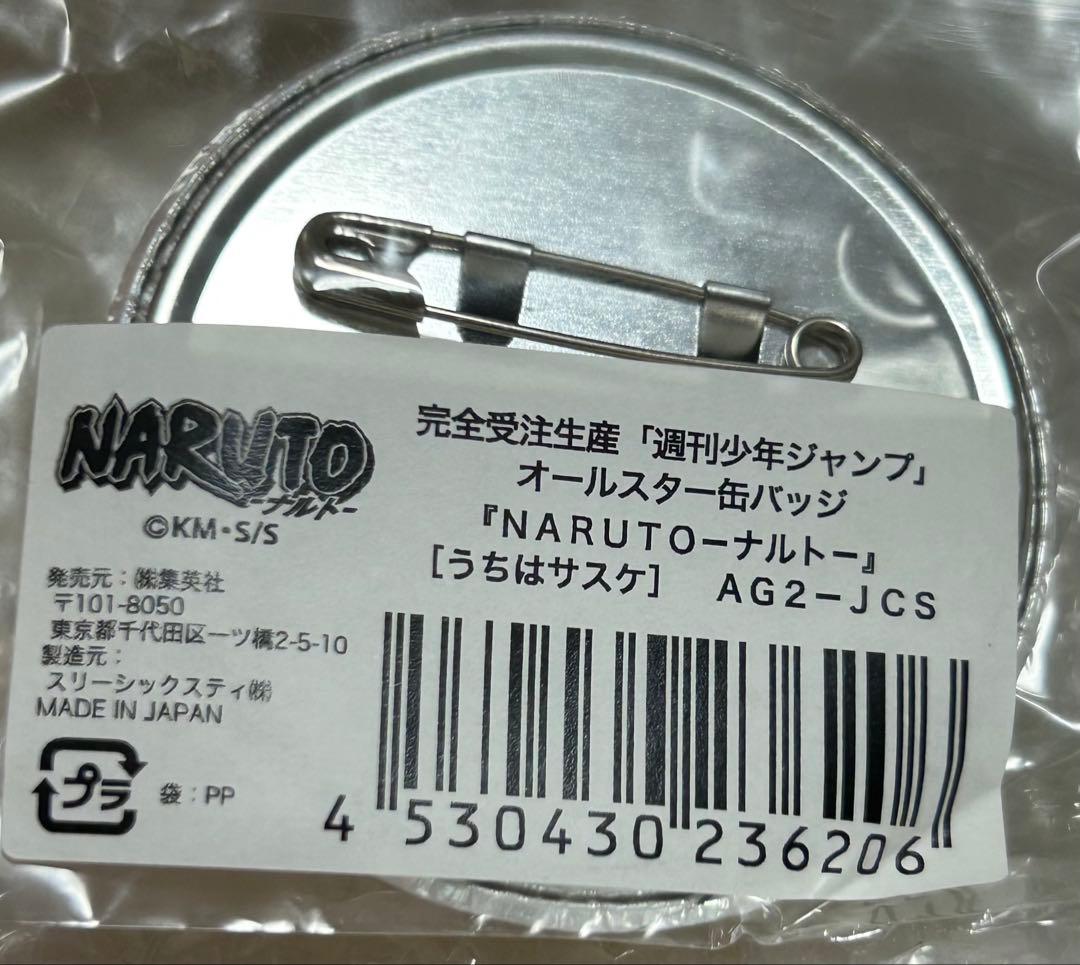 NARUTO
ーナルトー
©KM・S/S
発売元：㈱集英社
〒101-8050
東京都千代田区一ツ橋2-5-10
製造元：
スリーシックスティ㈱
MADE IN JAPAN
プラ
袋：PP
完全受注生産「週刊少年ジャンプ」
オールスター缶バッジ
『NARUTOーナルトー』
[うちはサスケ] AG2ーJCS
4 530430 236206